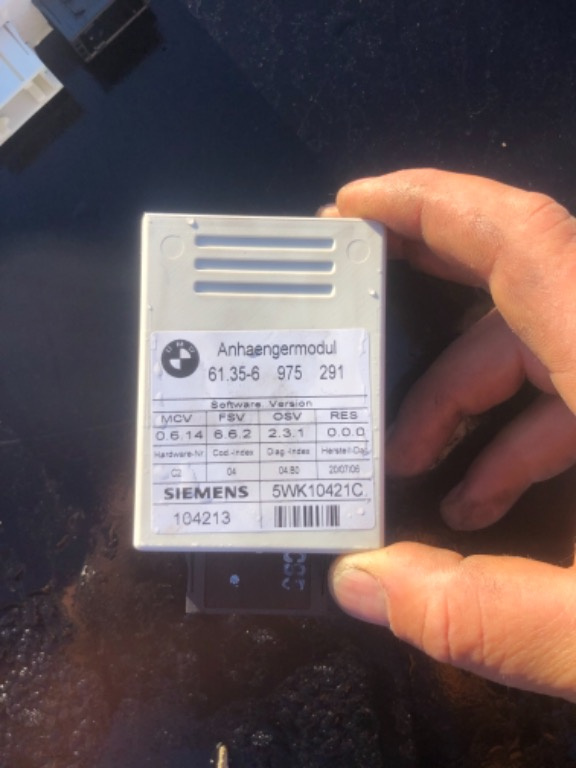 BMW Anhaengermodul
61.35-6 975 291
Software Version
MCV FSV OSV RES
0.6.14 6.6.2 2.3.1 0.0.0
Hardware-Nr. Cod.-Index Diag.-Index Herstell Dat.
C2 04 04.B0 20/07/06
SIEMENS 5WK10421C
104213